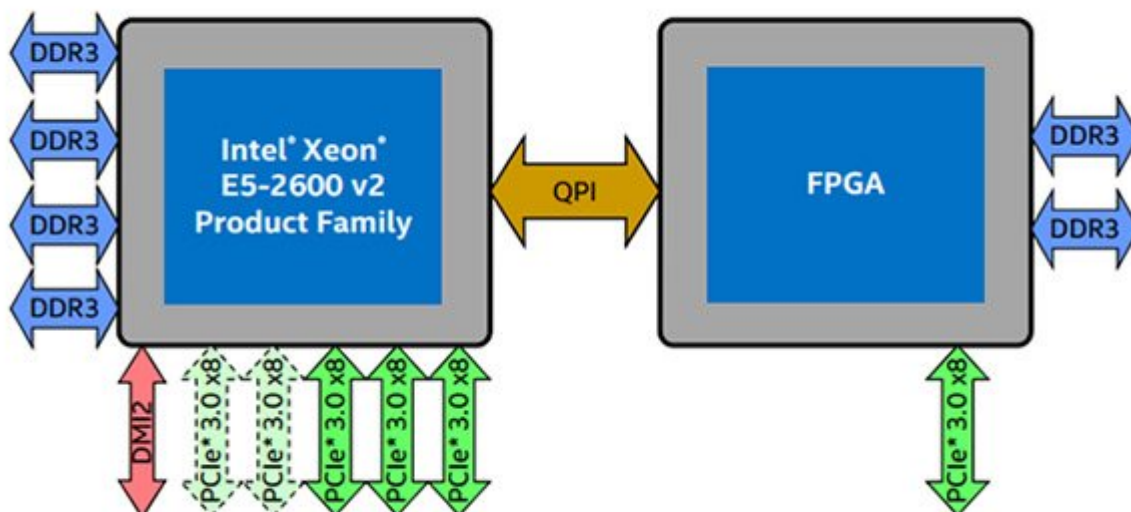 DDR3
DDR3
DDR3
DDR3
Intel® Xeon®
E5-2600 v2
Product Family
QPI
FPGA
DDR3
DDR3
DMI2
PCIe* 3.0 x8
PCIe* 3.0 x8
PCIe* 3.0 x8
PCIe* 3.0 x8
PCIe* 3.0 x8
PCIe* 3.0 x8